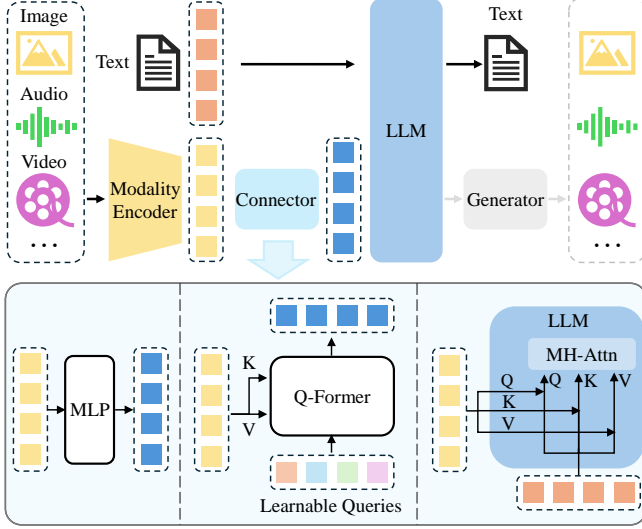 Image
Text
Text
Audio
LLM
Video
Modality
Encoder
Connector
Generator
...
...
MLP
K
V
Q-Former
Learnable Queries
LLM
MH-Attn
Q
K
V
Q
K
V